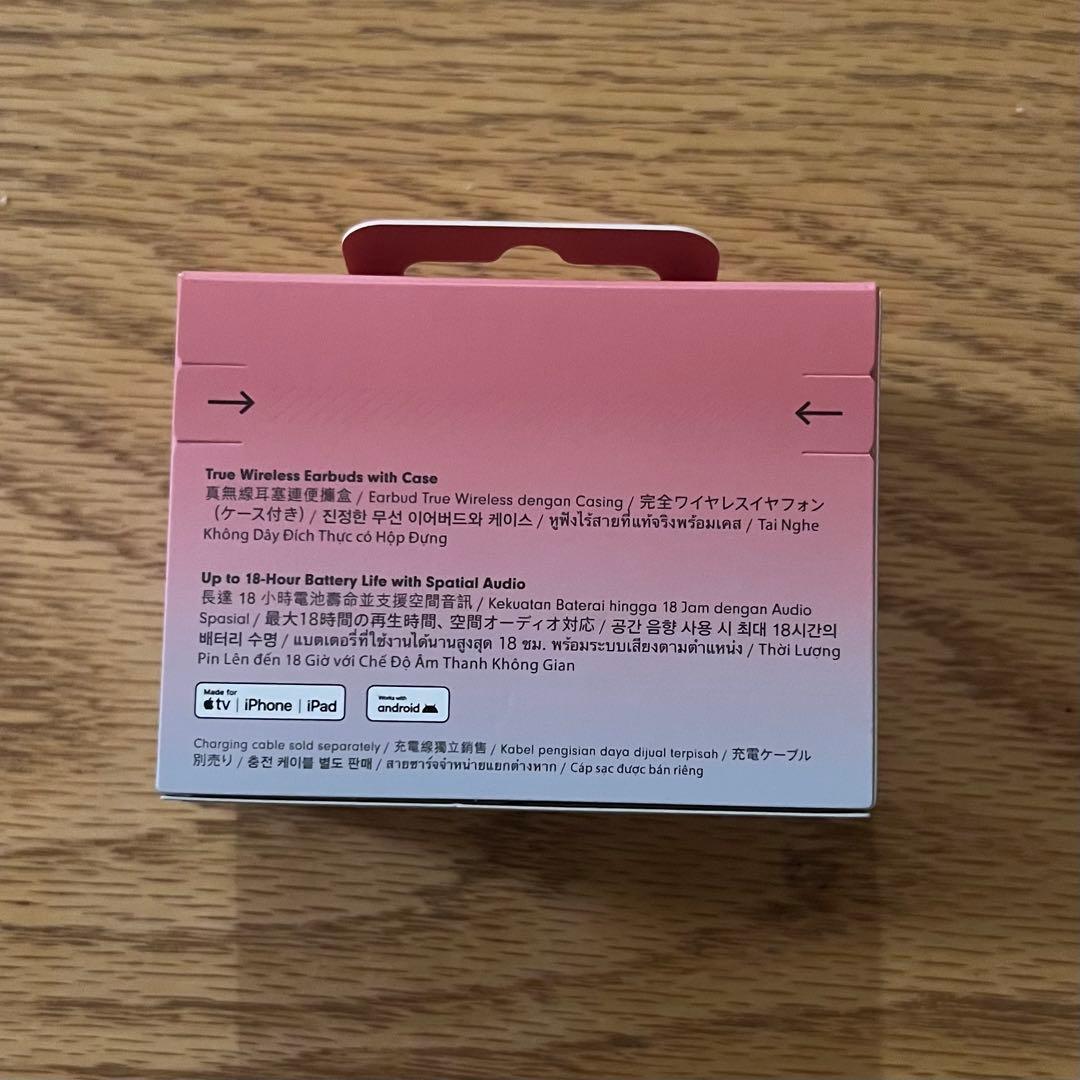 True Wireless Earbuds with Case
真無線耳塞連便攜盒 / Earbud True Wireless dengan Casing / 完全ワイヤレスイヤフォン
（ケース付き）/ 진정한 무선 이어버드와 케이스 / หูฟังไร้สายที่แท้จริงพร้อมเคส / Tai Nghe
Không Dây Đích Thực có Hộp Đựng
Up to 18-Hour Battery Life with Spatial Audio
長達 18 小時電池壽命並支援空間音訊 / Kekuatan Baterai hingga 18 Jam dengan Audio
Spasial / 最大18時間の再生時間、空間オーディオ対応 / 공간 음향 사용 시 최대 18시간의
배터리 수명 / แบตเตอรี่ที่ใช้งานได้นานสูงสุด 18 ชม. พร้อมระบบเสียงตามตำแหน่ง / Thời Lượng
Pin Lên đến 18 Giờ với Chế Độ Âm Thanh Không Gian
Made for
tv | iPhone | iPad
Works with
android
Charging cable sold separately / 充電線獨立銷售 / Kabel pengisian daya dijual terpisah / 充電ケーブル
別売り / 충전 케이블 별도 판매 / สายชาร์จจำหน่ายแยกต่างหาก / Cáp sạc được bán riêng